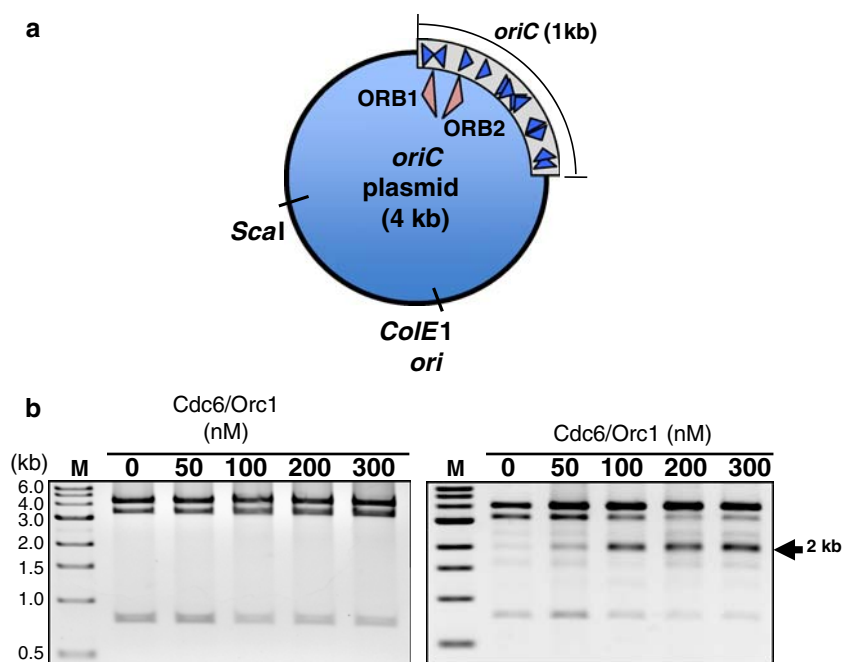 a
oriC (1kb)
ORB1
ORB2
oriC
plasmid
(4 kb)
ScaI
ColE1
ori
b
Cdc6/Orc1
(nM)
(kb) M 0 50 100 200 300
6.0
4.0
3.0
2.0
1.5
1.0
0.5
Cdc6/Orc1 (nM)
M 0 50 100 200 300
2 kb